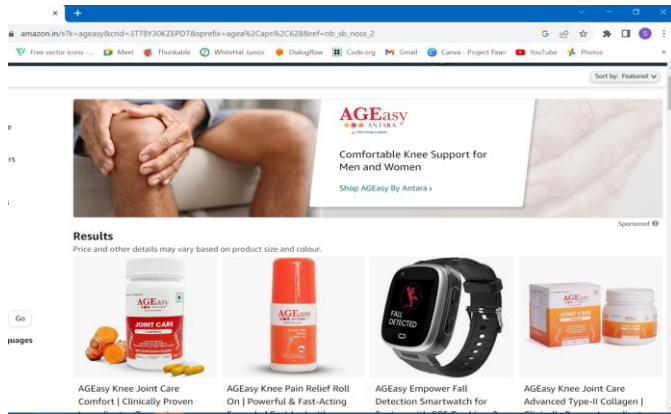 amazon.in/s?k=ageasy&crid=3T78Y30KZEPD7&sprefix=agea%2Caps%2C628&ref=nb_sb_noss_2
Free vector icons -...
Meet
Thunkable
WhiteHat Junior
Dialogflow
Code.org
Gmail
Canva - Project Paan
YouTube
Photos
Sort by: Featured
AGEasy
ANTARA
Comfortable Knee Support for
Men and Women
Shop AGEasy By Antara ›
Sponsored
Results
Price and other details may vary based on product size and colour.
Go
AGEasy
JOINT CARE
AGEasy
FALL
DETECTED
AGEasy
JOINT CARE
AGEasy Knee Joint Care
Comfort | Clinically Proven
AGEasy Knee Pain Relief Roll
On | Powerful & Fast-Acting
AGEasy Empower Fall
Detection Smartwatch for
AGEasy Knee Joint Care
Advanced Type-II Collagen |